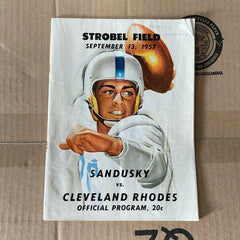 STROBEL FIELD
SEPTEMBER 13, 1957
SANDUSKY
vs.
CLEVELAND RHODES
OFFICIAL PROGRAM, 20c